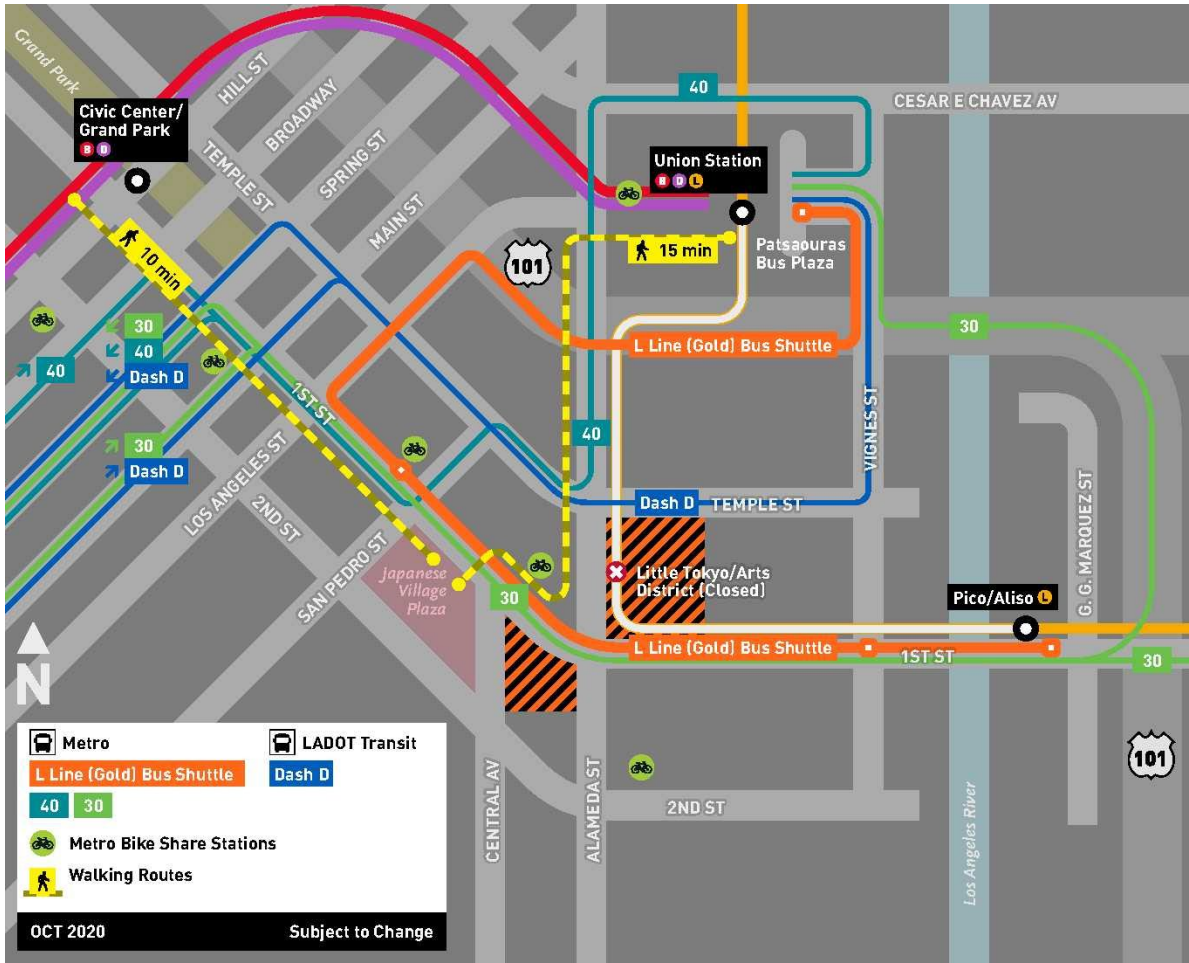 Grand Park
HILL ST
BROADWAY
40
CESAR E CHAVEZ AV
Civic Center/
Grand Park
B D
TEMPLE ST
SPRING ST
MAIN ST
Union Station
B D L
101
15 min
Patsaouras
Bus Plaza
10 min
30
40
Dash D
40
30
Dash D
L Line (Gold) Bus Shuttle
30
1ST ST
VIGNES ST
40
LOS ANGELES ST
2ND ST
SAN PEDRO ST
Dash D
TEMPLE ST
G. G. MARQUEZ ST
Japanese
Village
Plaza
30
Little Tokyo/Arts
District (Closed)
Pico/Aliso L
L Line (Gold) Bus Shuttle
1ST ST
30
N
CENTRAL AV
ALAMEDA ST
2ND ST
Los Angeles River
101
Metro
LADOT Transit
L Line (Gold) Bus Shuttle
Dash D
40 30
Metro Bike Share Stations
Walking Routes
OCT 2020
Subject to Change